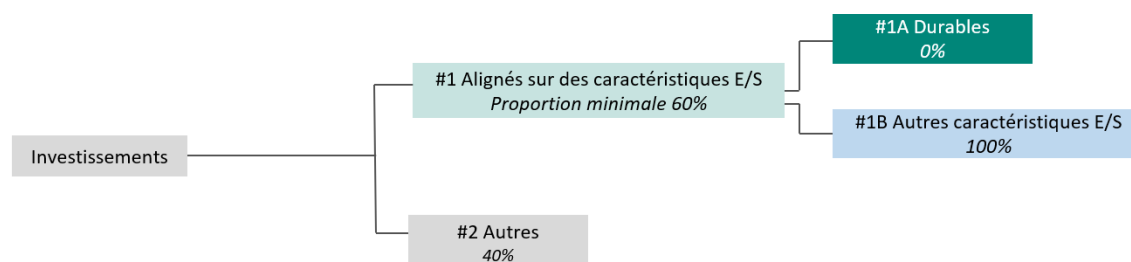 #1A Durables
0%
#1 Alignés sur des caractéristiques E/S
Proportion minimale 60%
#1B Autres caractéristiques E/S
100%
Investissements
#2 Autres
40%